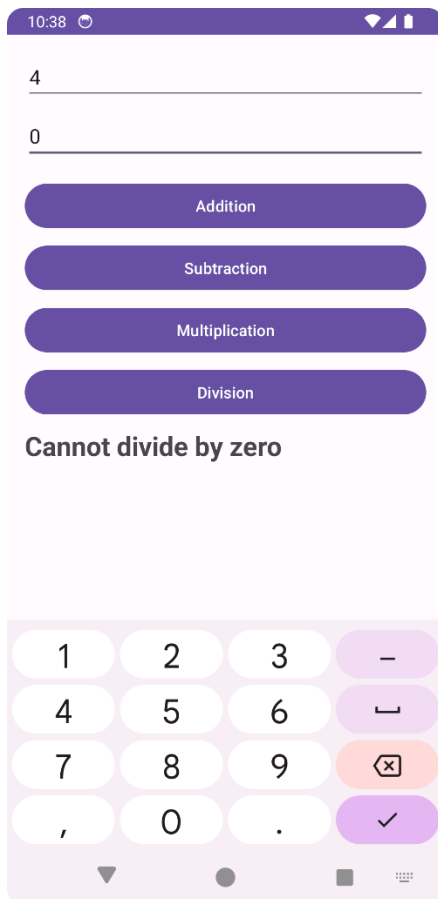 10:38
4
0
Addition
Subtraction
Multiplication
Division
Cannot divide by zero
1 2 3 –
4 5 6
7 8 9
, 0 .